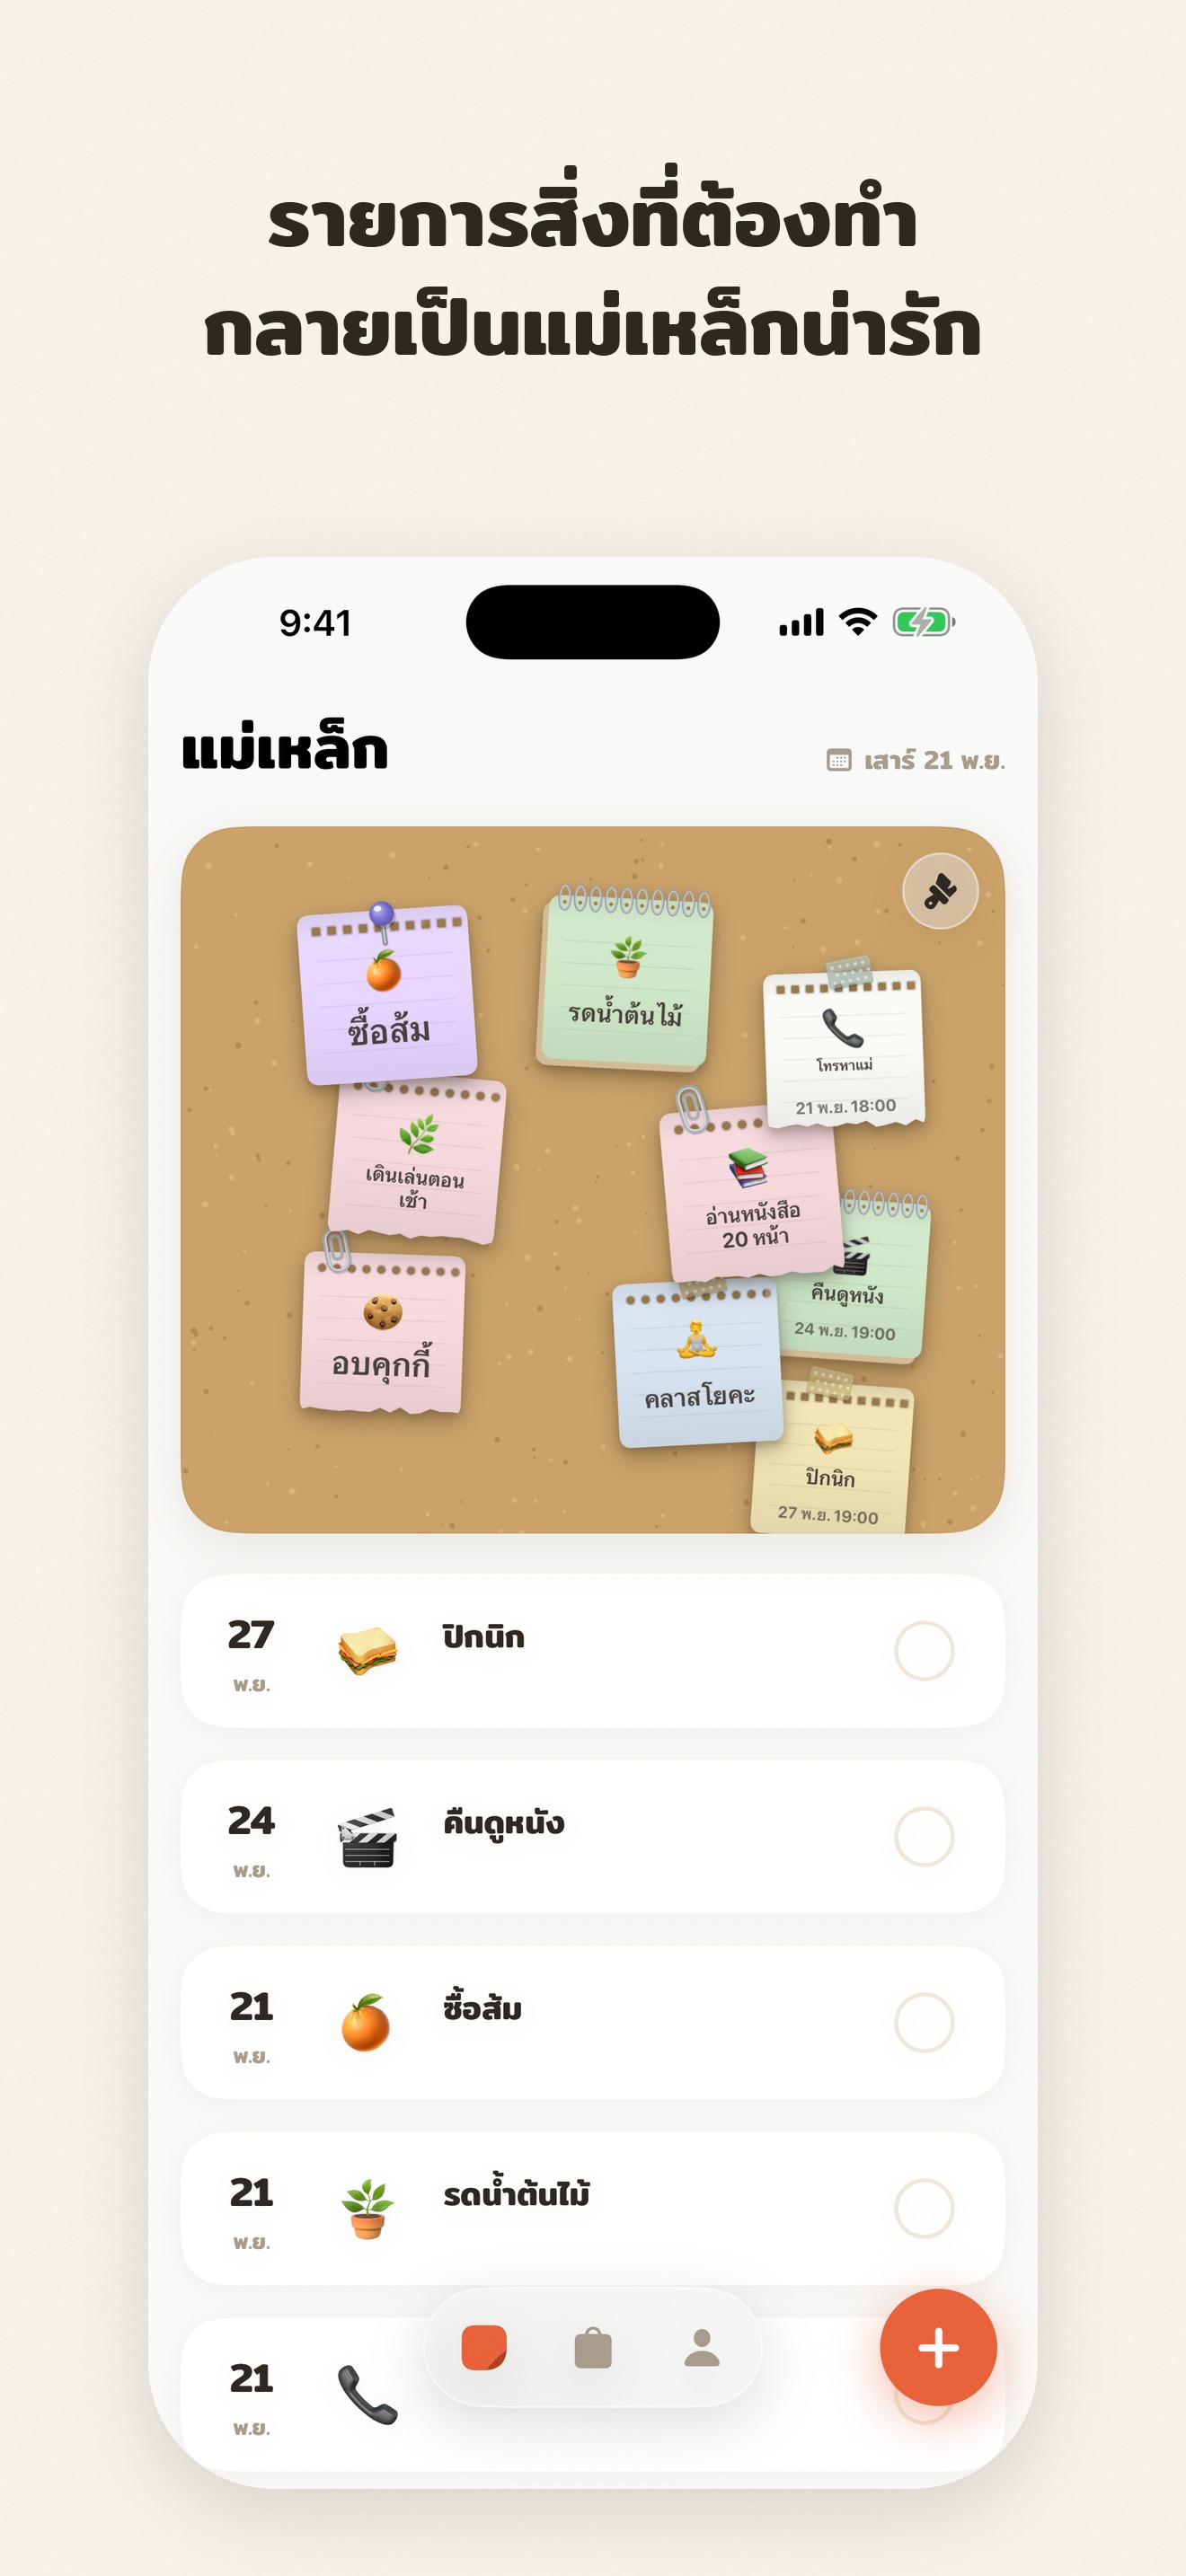 รายการสิ่งที่ต้องทำ
กลายเป็นแม่เหล็กน่ารัก
9:41
แม่เหล็ก
เสาร์ 21 พ.ย.
ซื้อส้ม
รดน้ำต้นไม้
โทรหาแม่
21 พ.ย. 18:00
เดินเล่นตอน
เช้า
อ่านหนังสือ
20 หน้า
คืนดูหนัง
24 พ.ย. 19:00
อบคุกกี้
คลาสโยคะ
ปิกนิก
27 พ.ย. 19:00
27 พ.ย.
ปิกนิก
24 พ.ย.
คืนดูหนัง
21 พ.ย.
ซื้อส้ม
21 พ.ย.
รดน้ำต้นไม้
21 พ.ย.